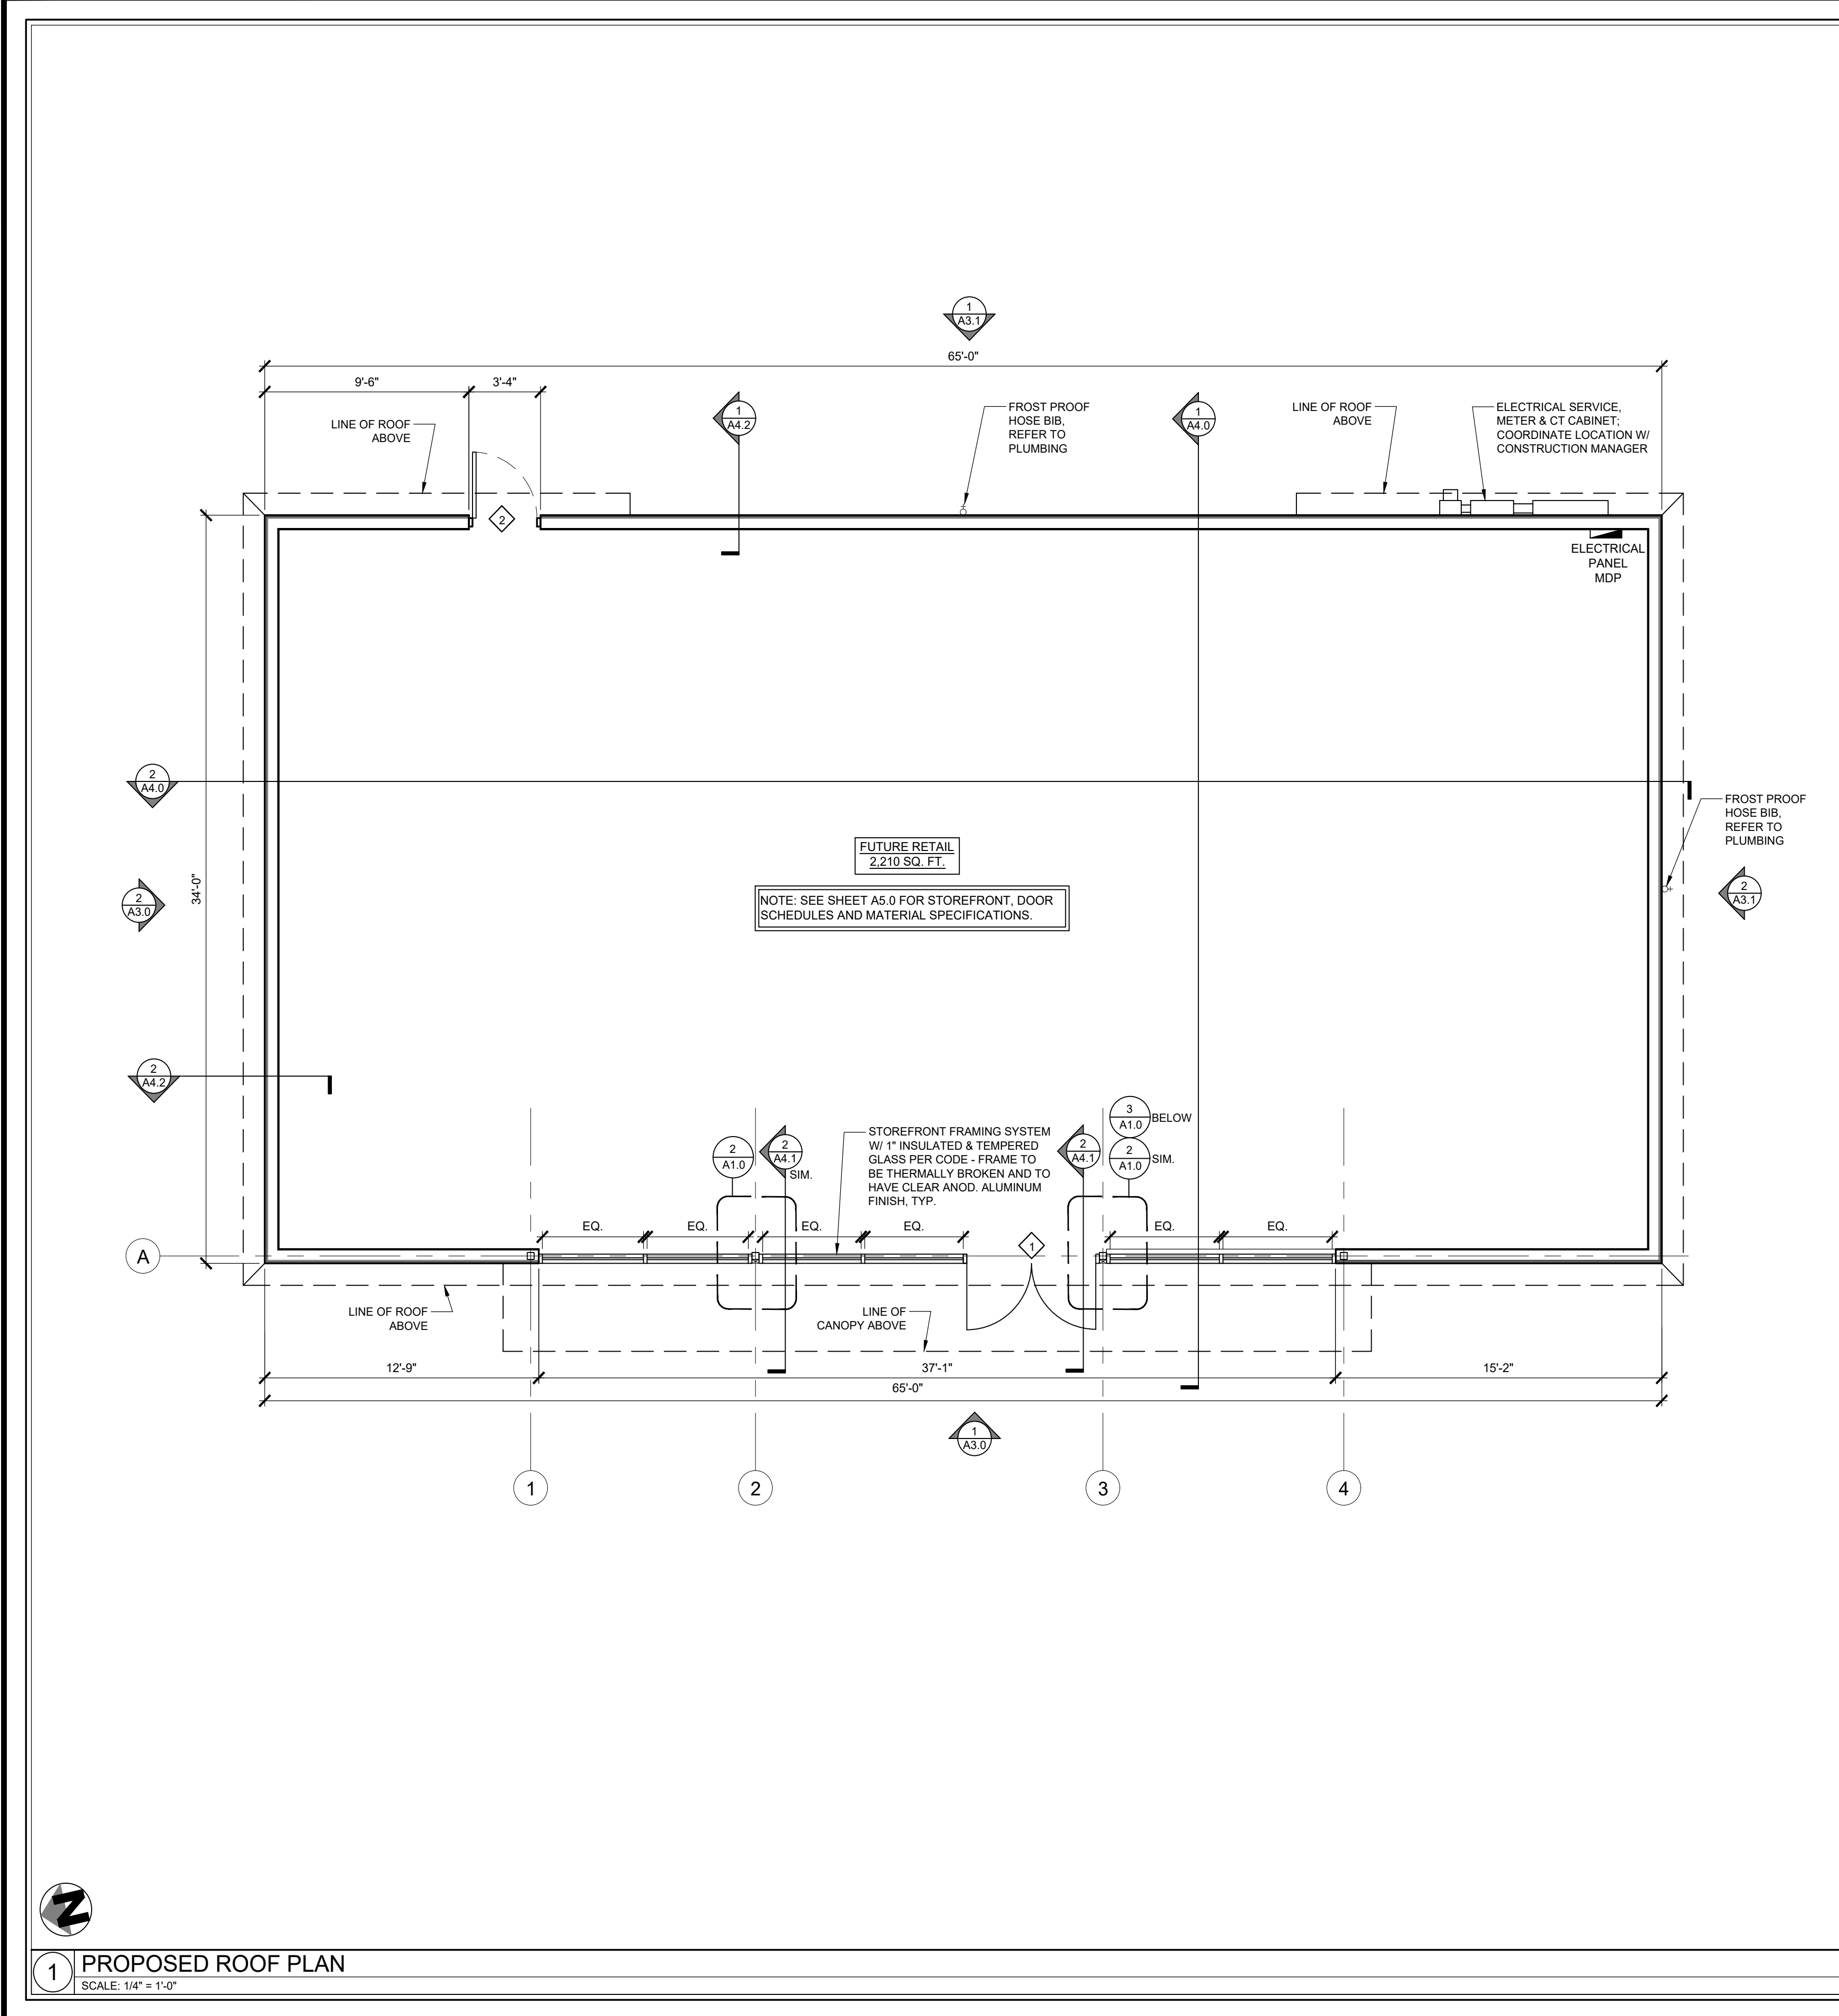 1
A3.1
65'-0"
9'-6"
3'-4"
LINE OF ROOF
ABOVE
1
A4.2
FROST PROOF
HOSE BIB,
REFER TO
PLUMBING
1
A4.0
LINE OF ROOF
ABOVE
ELECTRICAL SERVICE,
METER & CT CABINET;
COORDINATE LOCATION W/
CONSTRUCTION MANAGER
2
ELECTRICAL
PANEL
MDP
2
A4.0
FROST PROOF
HOSE BIB,
REFER TO
PLUMBING
FUTURE RETAIL
2,210 SQ. FT.
34'-0"
2
A3.0
NOTE: SEE SHEET A5.0 FOR STOREFRONT, DOOR
SCHEDULES AND MATERIAL SPECIFICATIONS.
2
A3.1
2
A4.2
2
A1.0
2
A4.1
SIM.
STOREFRONT FRAMING SYSTEM
W/ 1" INSULATED & TEMPERED
GLASS PER CODE - FRAME TO
BE THERMALLY BROKEN AND TO
HAVE CLEAR ANOD. ALUMINUM
FINISH, TYP.
2
A4.1
3
A1.0
BELOW
2
A1.0
SIM.
EQ.
EQ.
EQ.
EQ.
EQ.
EQ.
A
1
LINE OF ROOF
ABOVE
LINE OF
CANOPY ABOVE
12'-9"
37'-1"
15'-2"
65'-0"
1
A3.0
1
2
3
4
N
1
PROPOSED ROOF PLAN
SCALE: 1/4" = 1'-0"